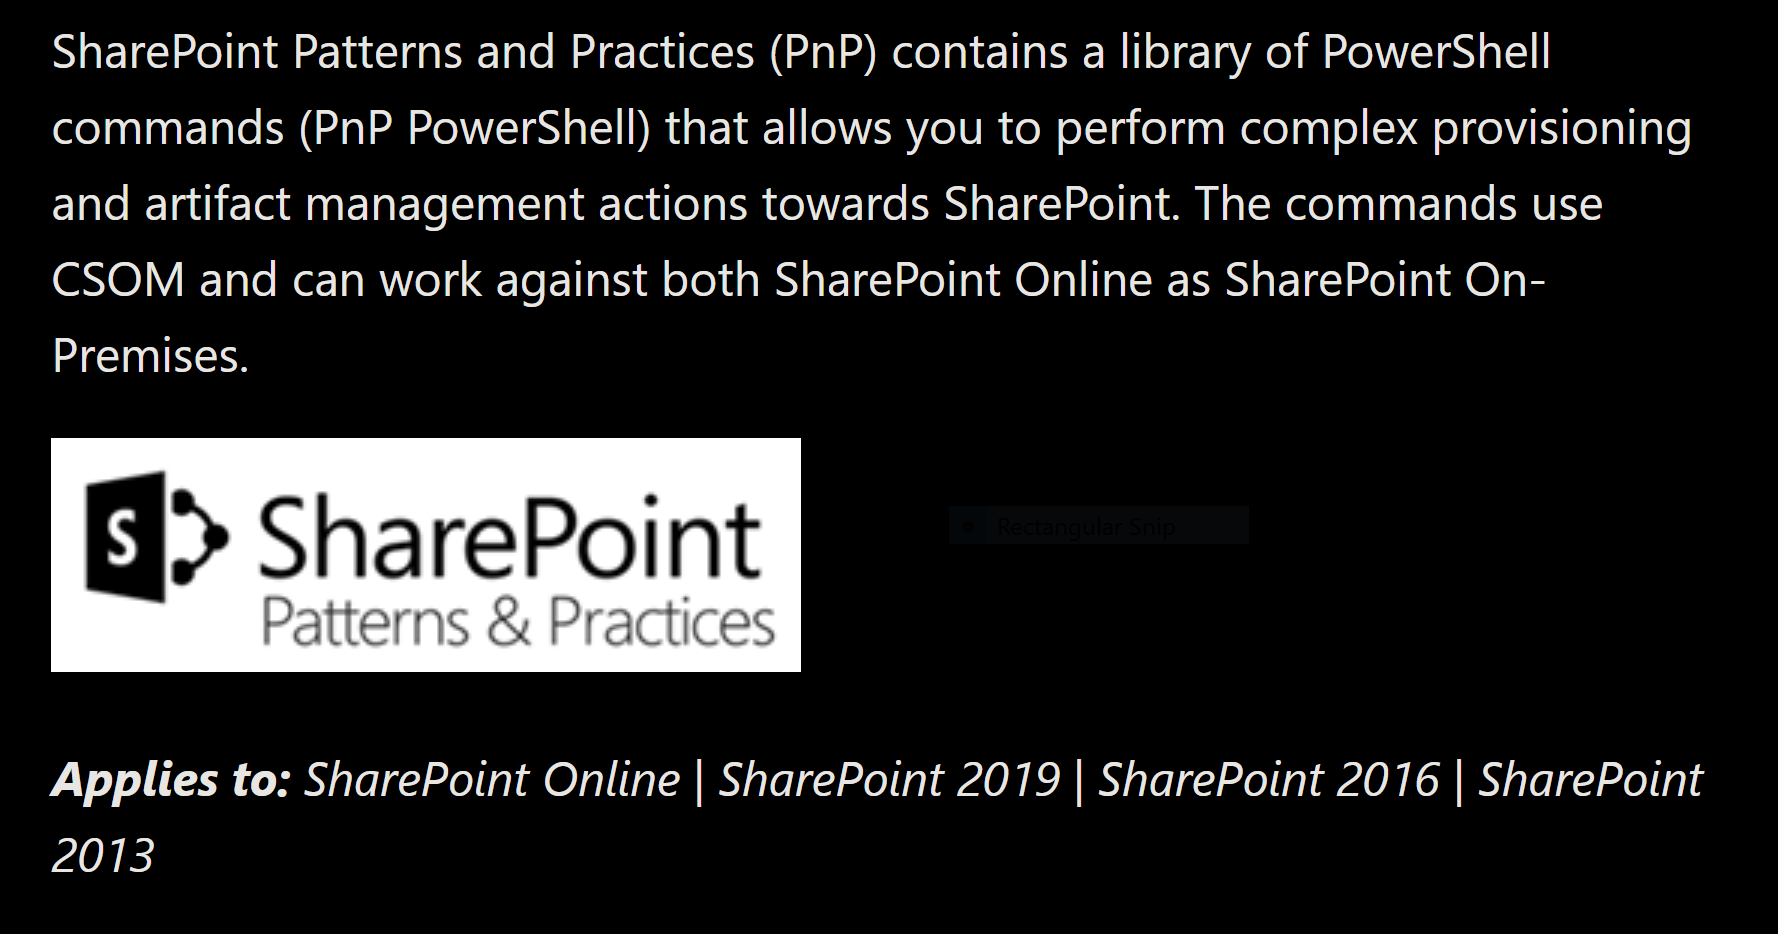 SharePoint Patterns and Practices (PnP) contains a library of PowerShell
commands (PnP PowerShell) that allows you to perform complex provisioning
and artifact management actions towards SharePoint. The commands use
CSOM and can work against both SharePoint Online as SharePoint On-
Premises.
S
SharePoint
Patterns & Practices
Rectangular Snip
Applies to: SharePoint Online | SharePoint 2019 | SharePoint 2016 | SharePoint
2013